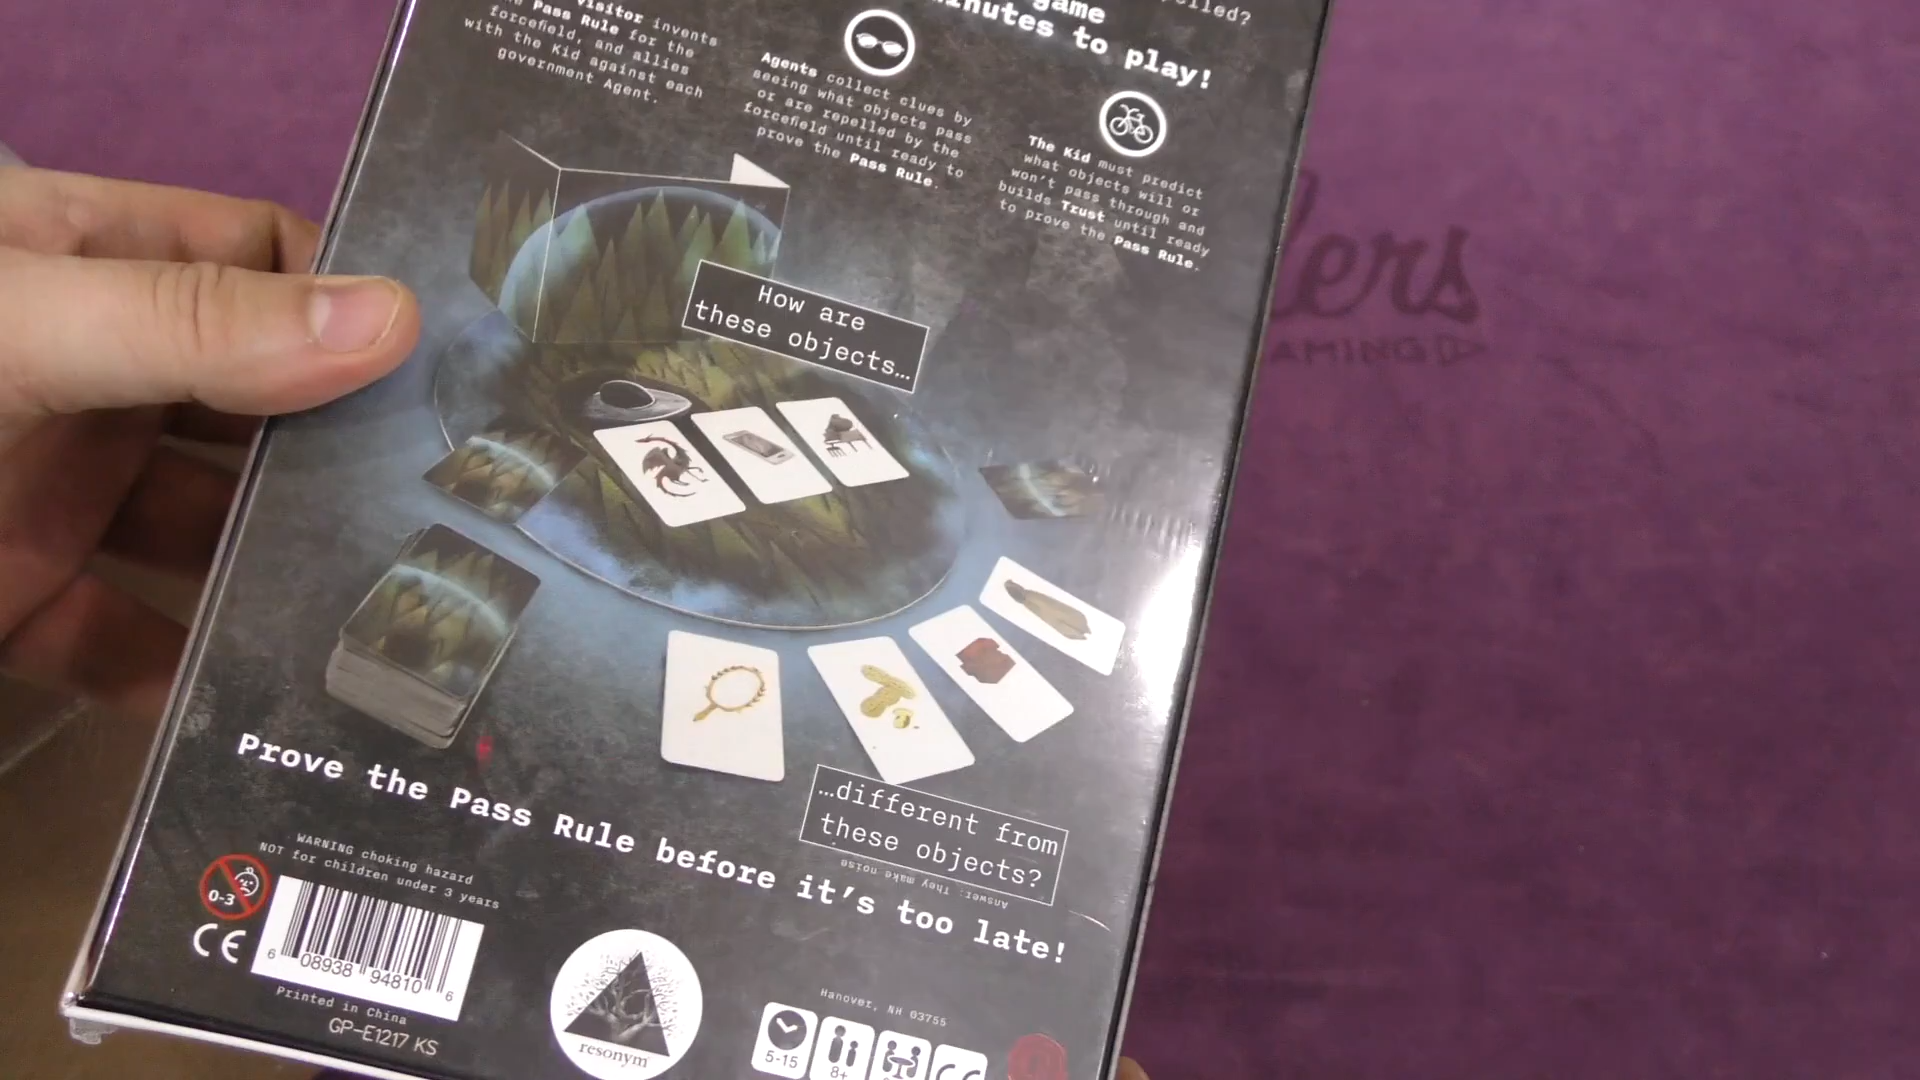 elled?
game
minutes to play!
Visitor invents
Pass Rule for the
forcefield, and allies
with the Kid against each
government Agent.
Agents collect clues by
seeing what objects pass
or are repelled by the
forcefield until ready to
prove the Pass Rule.
The Kid must predict
what objects will or
won't pass through and
builds Trust until ready
to prove the Pass Rule.
How are
these objects…
…different from
these objects?
Answer: They make noise
Prove the Pass Rule before it's too late!
WARNING choking hazard
NOT for children under 3 years
0-3
CE
6 08938 94810 6
Printed in China
GP-E1217 KS
resonym
Hanover, NH 03755
5-15
8+
lers
AMING